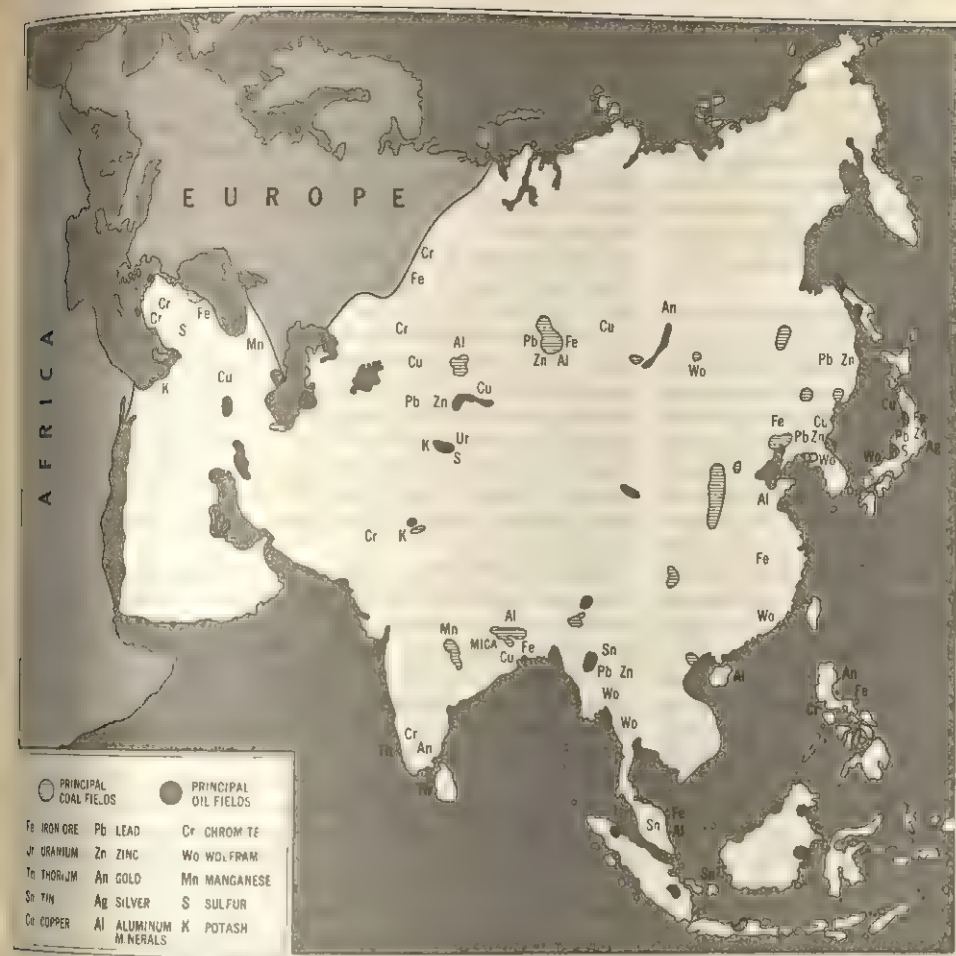 EUROPE
AFRICA
Cr
Fe
Cr
Cr
S
Fe
Mn
K
Cu
Cr
Cu
Al
Pb Zn
Cu
K
Ur
S
Cr K
Pb Fe
Zn Al
Cu
An
Wo
Pb Zn
Fe
Cu
Pb Zn
Wo
Al
Cu
Fe
Pb Zn
Wo S
Ag
Fe
Wo
Mn
Al
MICA
Fe
Cu
Sn
Pb Zn
Wo
Wo
Al
Cr
An
Th
An
Fe
Cr
Sn
Fe
Al
PRINCIPAL
COAL FIELDS
PRINCIPAL
OIL FIELDS
Fe IRON ORE Pb LEAD Cr CHROMITE
Ur URANIUM Zn ZINC Wo WOLFRAM
Th THORIUM An GOLD Mn MANGANESE
Sn TIN Ag SILVER S SULFUR
Cu COPPER Al ALUMINUM K POTASH
MINERALS